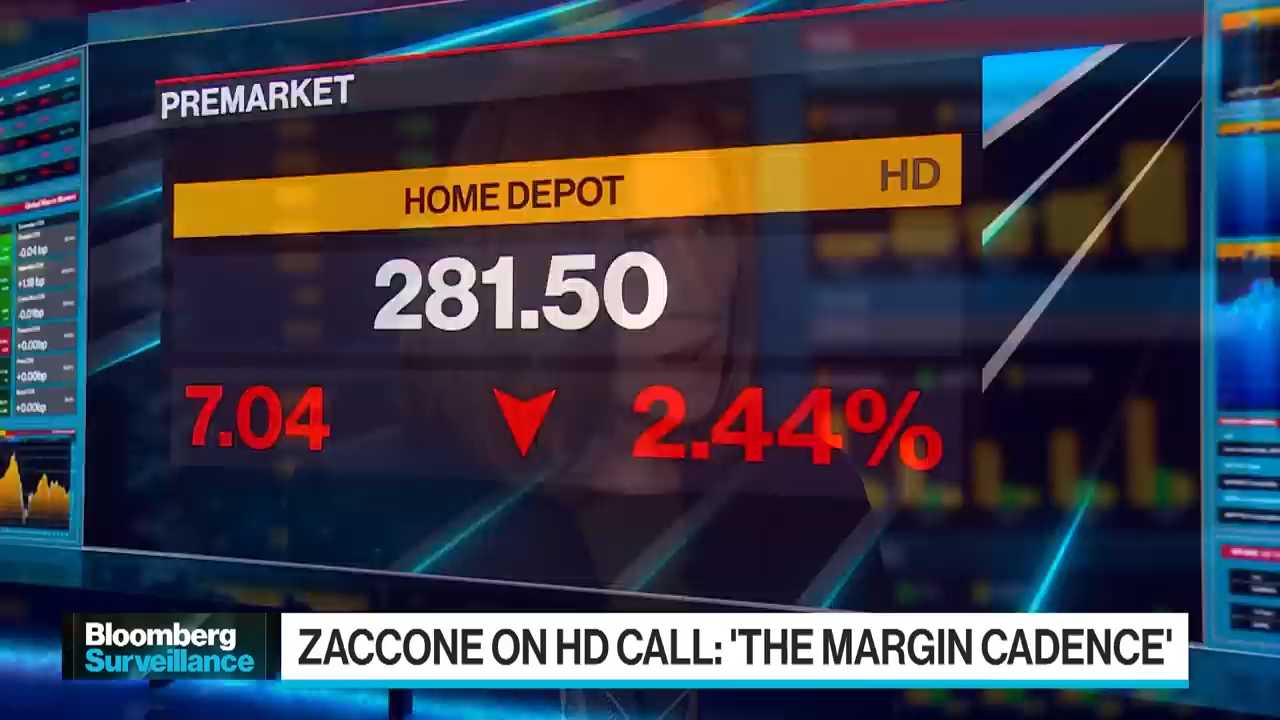 PREMARKET
HOME DEPOT HD
281.50
7.04 2.44%
Bloomberg
Surveillance
ZACCONE ON HD CALL: 'THE MARGIN CADENCE'